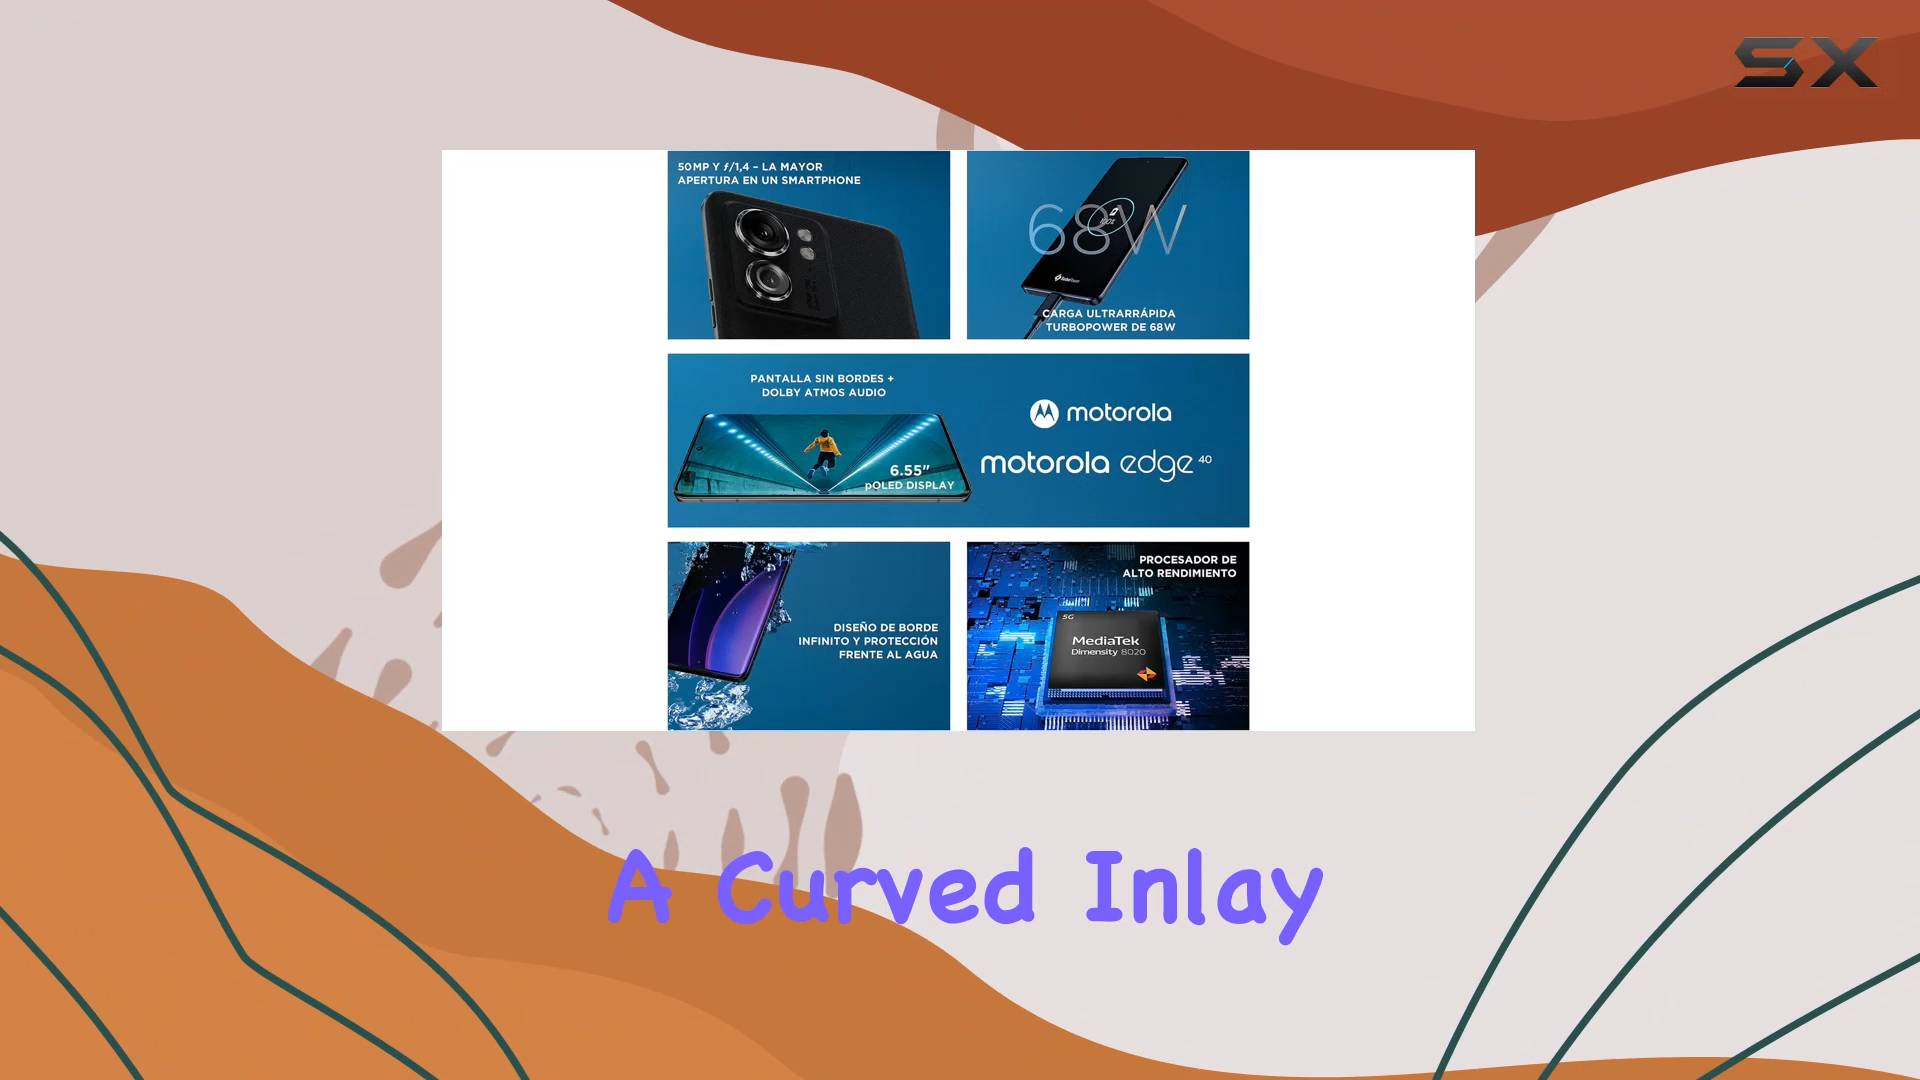 SX
50MP Y ƒ/1,4 – LA MAYOR
APERTURA EN UN SMARTPHONE
68W
100%
TurboPower
CARGA ULTRARRÁPIDA
TURBOPOWER DE 68W
PANTALLA SIN BORDES +
DOLBY ATMOS AUDIO
6.55"
pOLED DISPLAY
motorola
motorola edge 40
DISEÑO DE BORDE
INFINITO Y PROTECCIÓN
FRENTE AL AGUA
PROCESADOR DE
ALTO RENDIMIENTO
5G
MediaTek
Dimensity 8020
A Curved Inlay